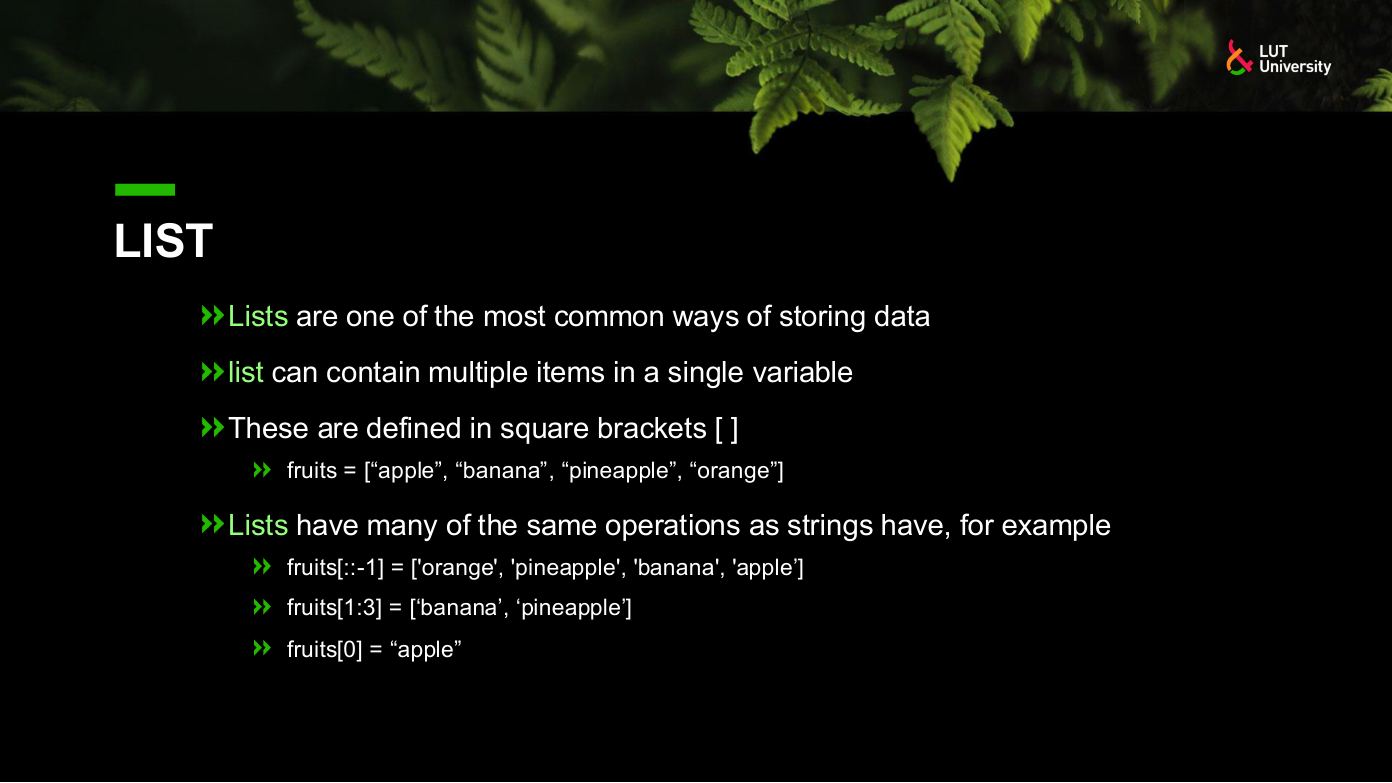 LUT
University
LIST
Lists are one of the most common ways of storing data
list can contain multiple items in a single variable
These are defined in square brackets [ ]
fruits = [“apple”, “banana”, “pineapple”, “orange”]
Lists have many of the same operations as strings have, for example
fruits[::-1] = ['orange', 'pineapple', 'banana', 'apple’]
fruits[1:3] = [‘banana’, ‘pineapple’]
fruits[0] = “apple”